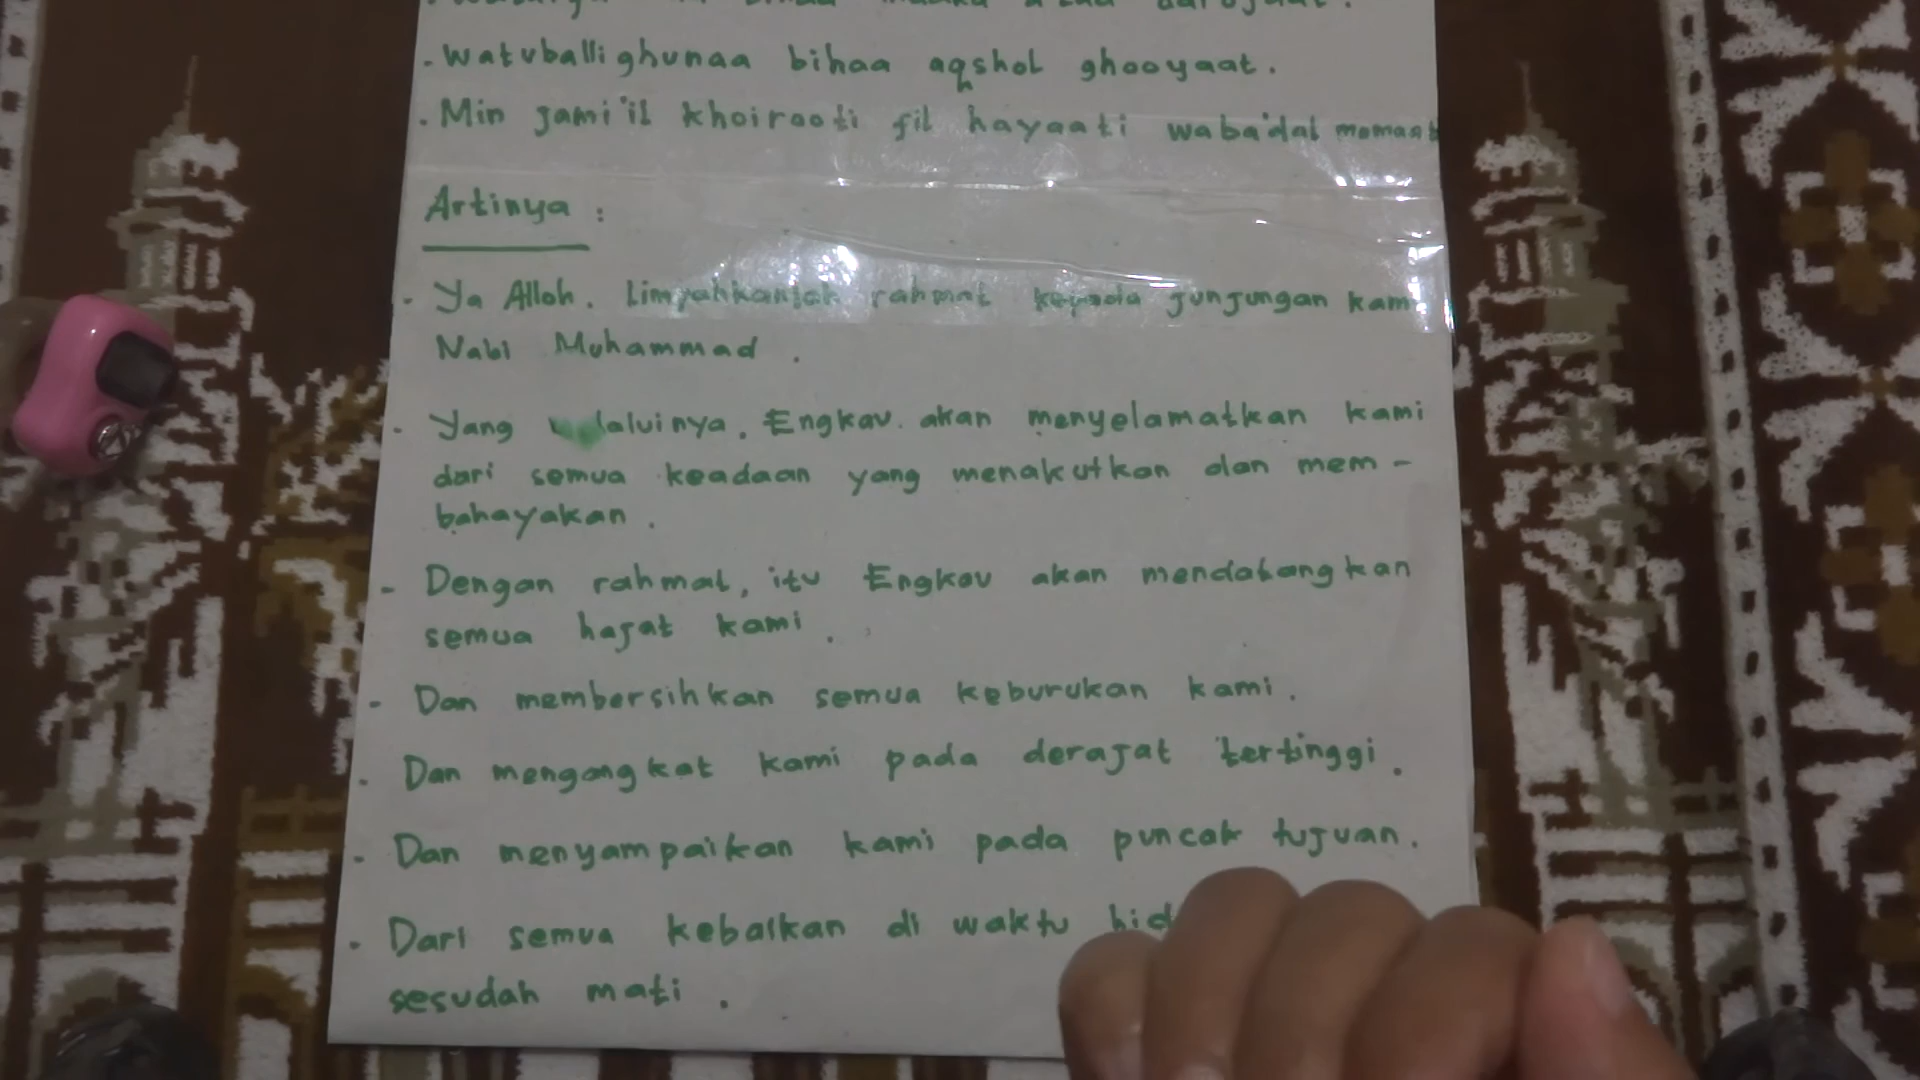 bihaa
. Watuballighunaa bihaa aqshol ghooyaat .
. Min jami'il khoirooti fil hayaati waba'dal mamaat
Artinya :
- Ya Alloh . Limpahkanlah rahmat kepada junjungan kami
Nabi Muhammad .
- Yang laluinya . Engkau . akan menyelamatkan kami
dari semua keadaan yang menakutkan dan mem -
bahayakan .
- Dengan rahmat , itu Engkau akan mendatangkan
semua hajat kami .
- Dan membersihkan semua keburukan kami .
. Dan mengangkat kami pada derajat tertinggi .
- Dan menyampaikan kami pada puncak tujuan .
. Dari semua kebaikan di waktu
sesudah mati .